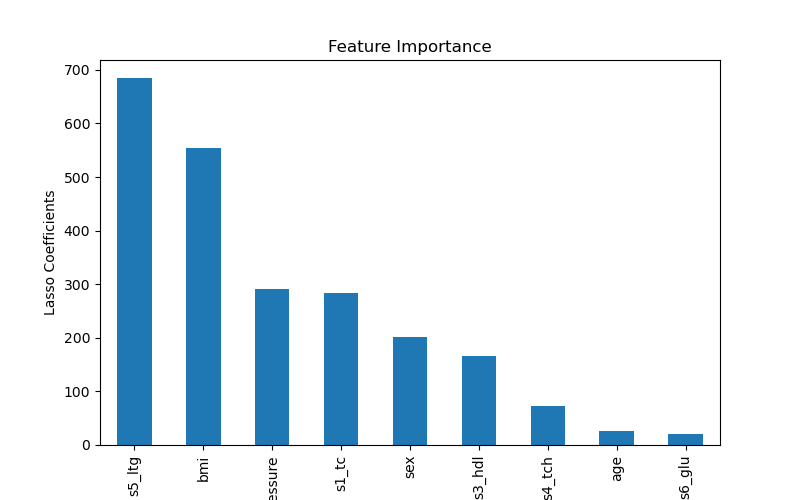 Feature Importance
Lasso Coefficients
700
600
500
400
300
200
100
0
s5_ltg
bmi
essure
s1_tc
sex
s3_hdl
s4_tch
age
s6_glu